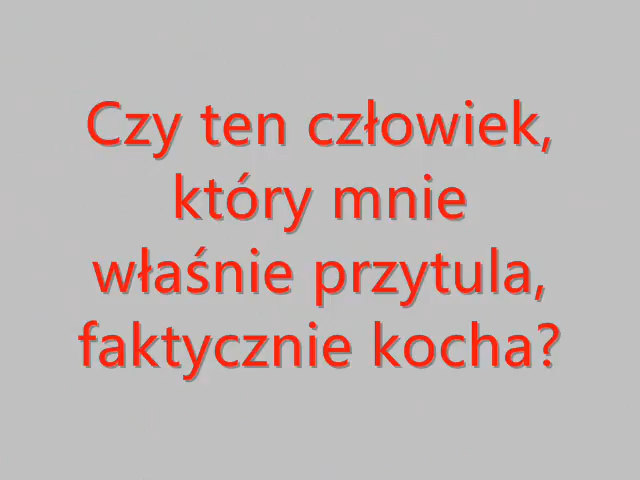 Czy ten człowiek,
który mnie
właśnie przytula,
faktycznie kocha?